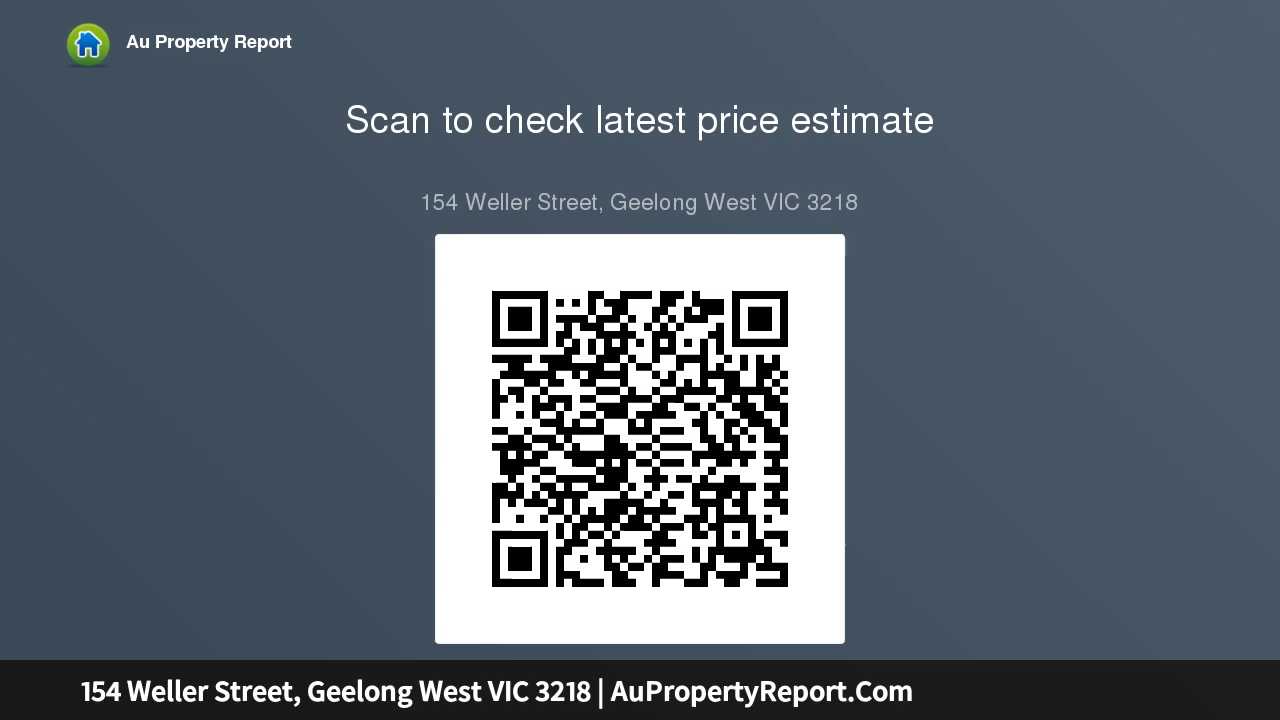 Au Property Report
Scan to check latest price estimate
154 Weller Street, Geelong West VIC 3218
154 Weller Street, Geelong West VIC 3218 | AuPropertyReport.Com